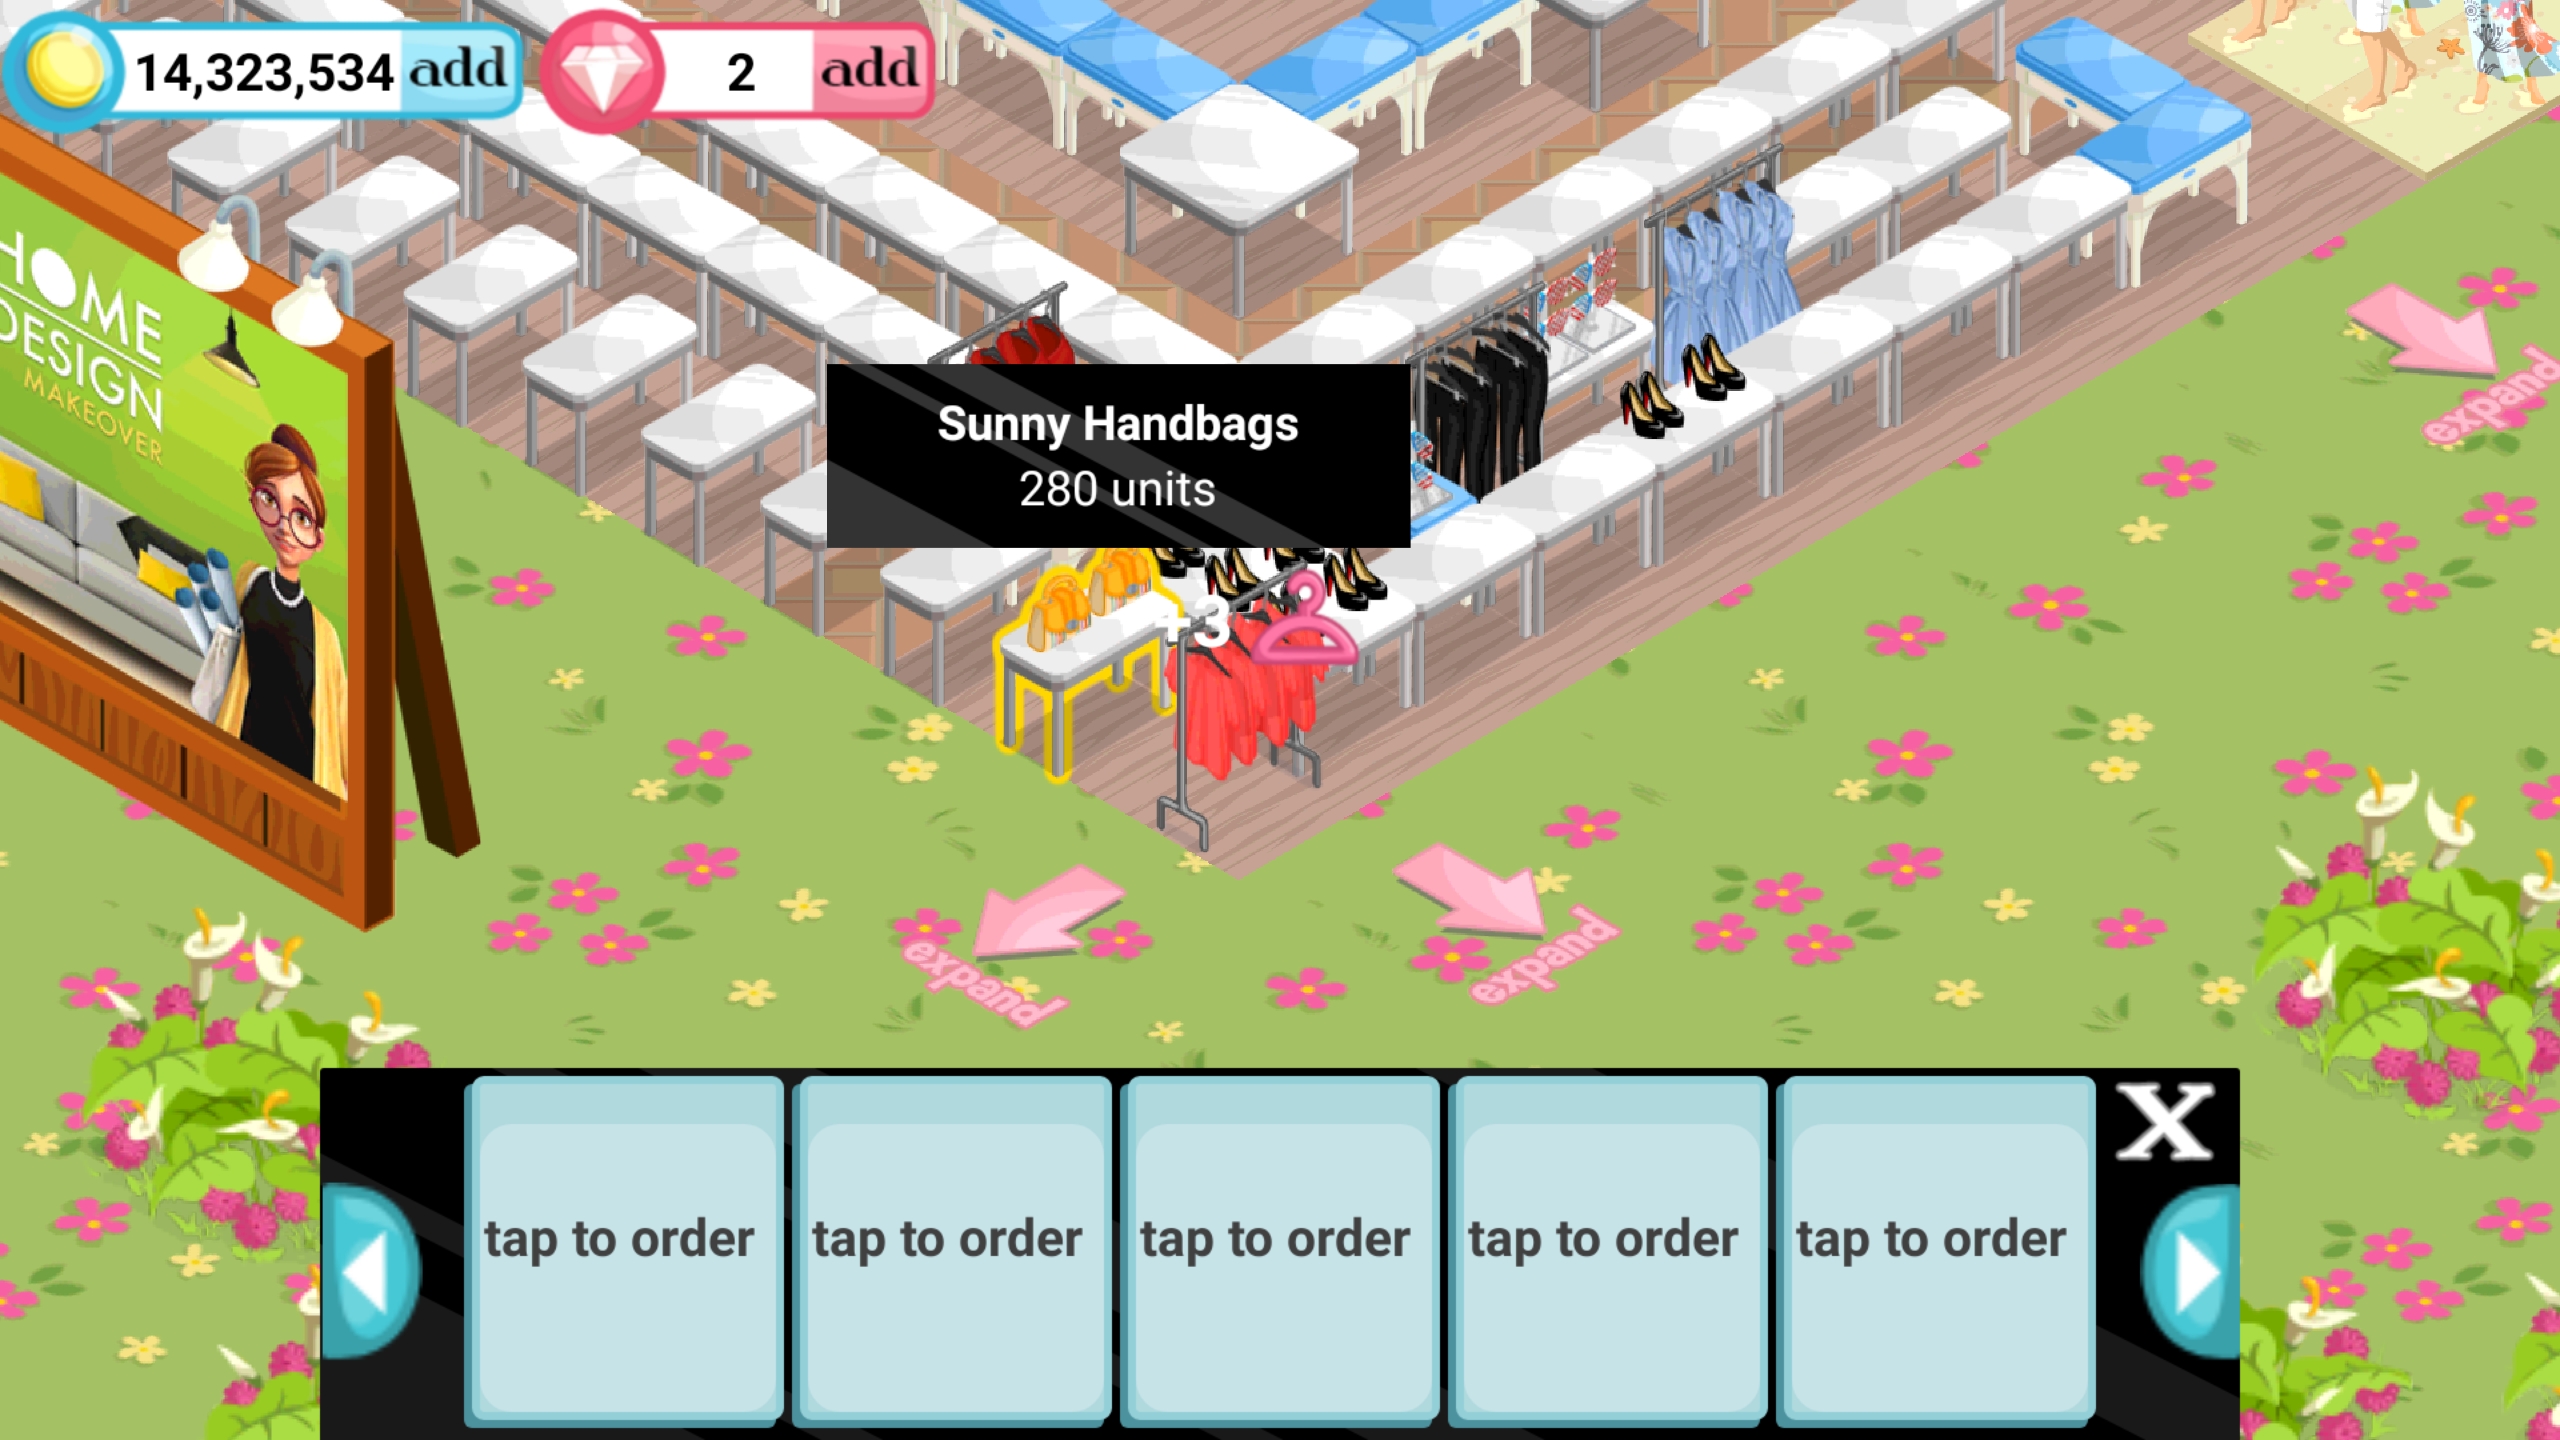 14,323,534 add
2 add
HOME
DESIGN
MAKEOVER
Sunny Handbags
280 units
+3
expand
expand
expand
X
tap to order
tap to order
tap to order
tap to order
tap to order